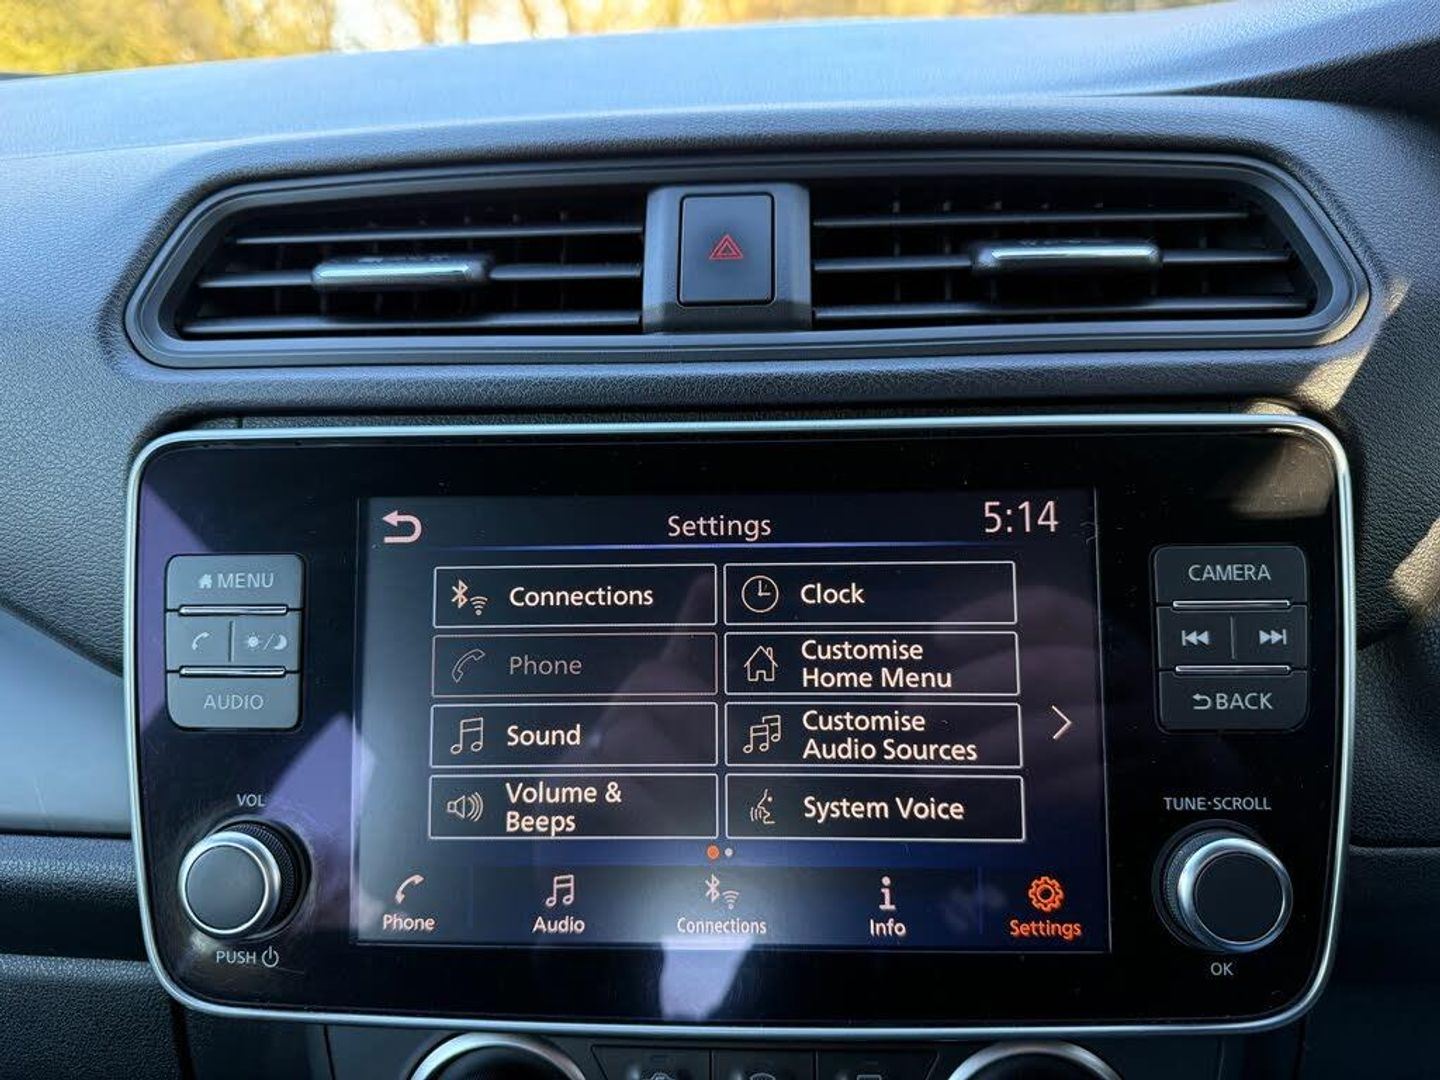 Settings
5:14
MENU
AUDIO
VOL
PUSH
Connections
Clock
Phone
Customise
Home Menu
Sound
Customise
Audio Sources
Volume &
Beeps
System Voice
Phone
Audio
Connections
Info
Settings
CAMERA
BACK
TUNE·SCROLL
OK